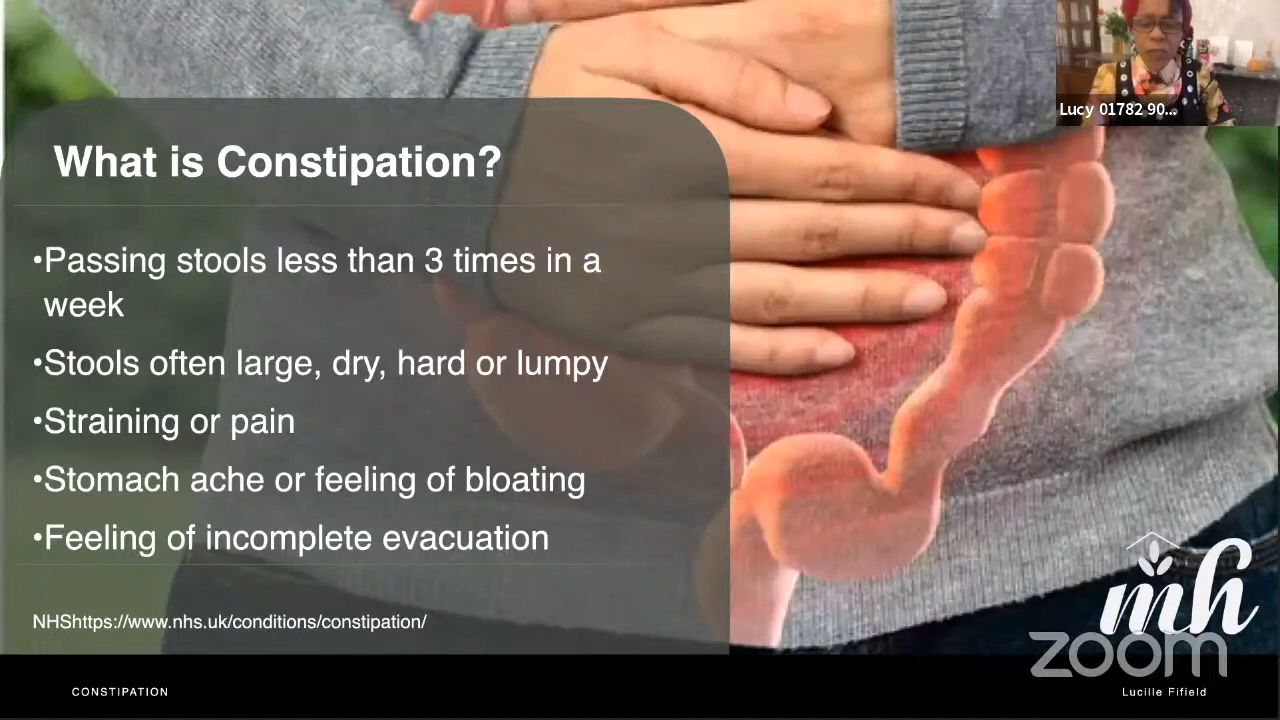 Lucy 01782 90...
What is Constipation?
•Passing stools less than 3 times in a
week
•Stools often large, dry, hard or lumpy
•Straining or pain
•Stomach ache or feeling of bloating
•Feeling of incomplete evacuation
NHShttps://www.nhs.uk/conditions/constipation/
mh
zoom
CONSTIPATION
Lucille Fifield